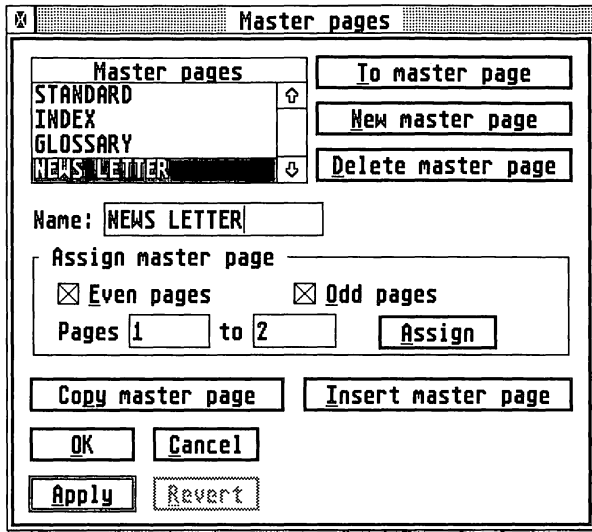 Master pages
Master pages
STANDARD
INDEX
GLOSSARY
NEWS LETTER
To master page
New master page
Delete master page
Name: NEWS LETTER
Assign master page
Even pages Odd pages
Pages 1 to 2 Assign
Copy master page Insert master page
OK Cancel
Apply Revert